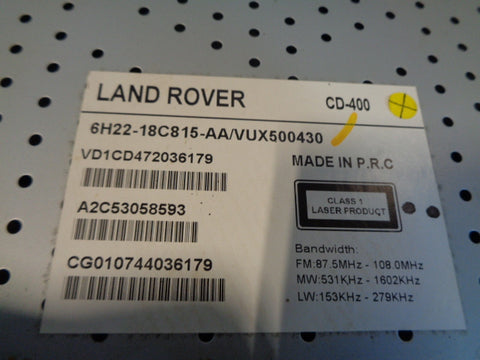 LAND ROVER
CD-400
6H22-18C815-AA/VUX500430
VD1CD472036179
MADE IN P.R.C
CLASS 1
LASER PRODUCT
A2C53058593
CG010744036179
Bandwidth:
FM:87.5MHz - 108.0MHz
MW:531KHz - 1602KHz
LW:153KHz - 279KHz